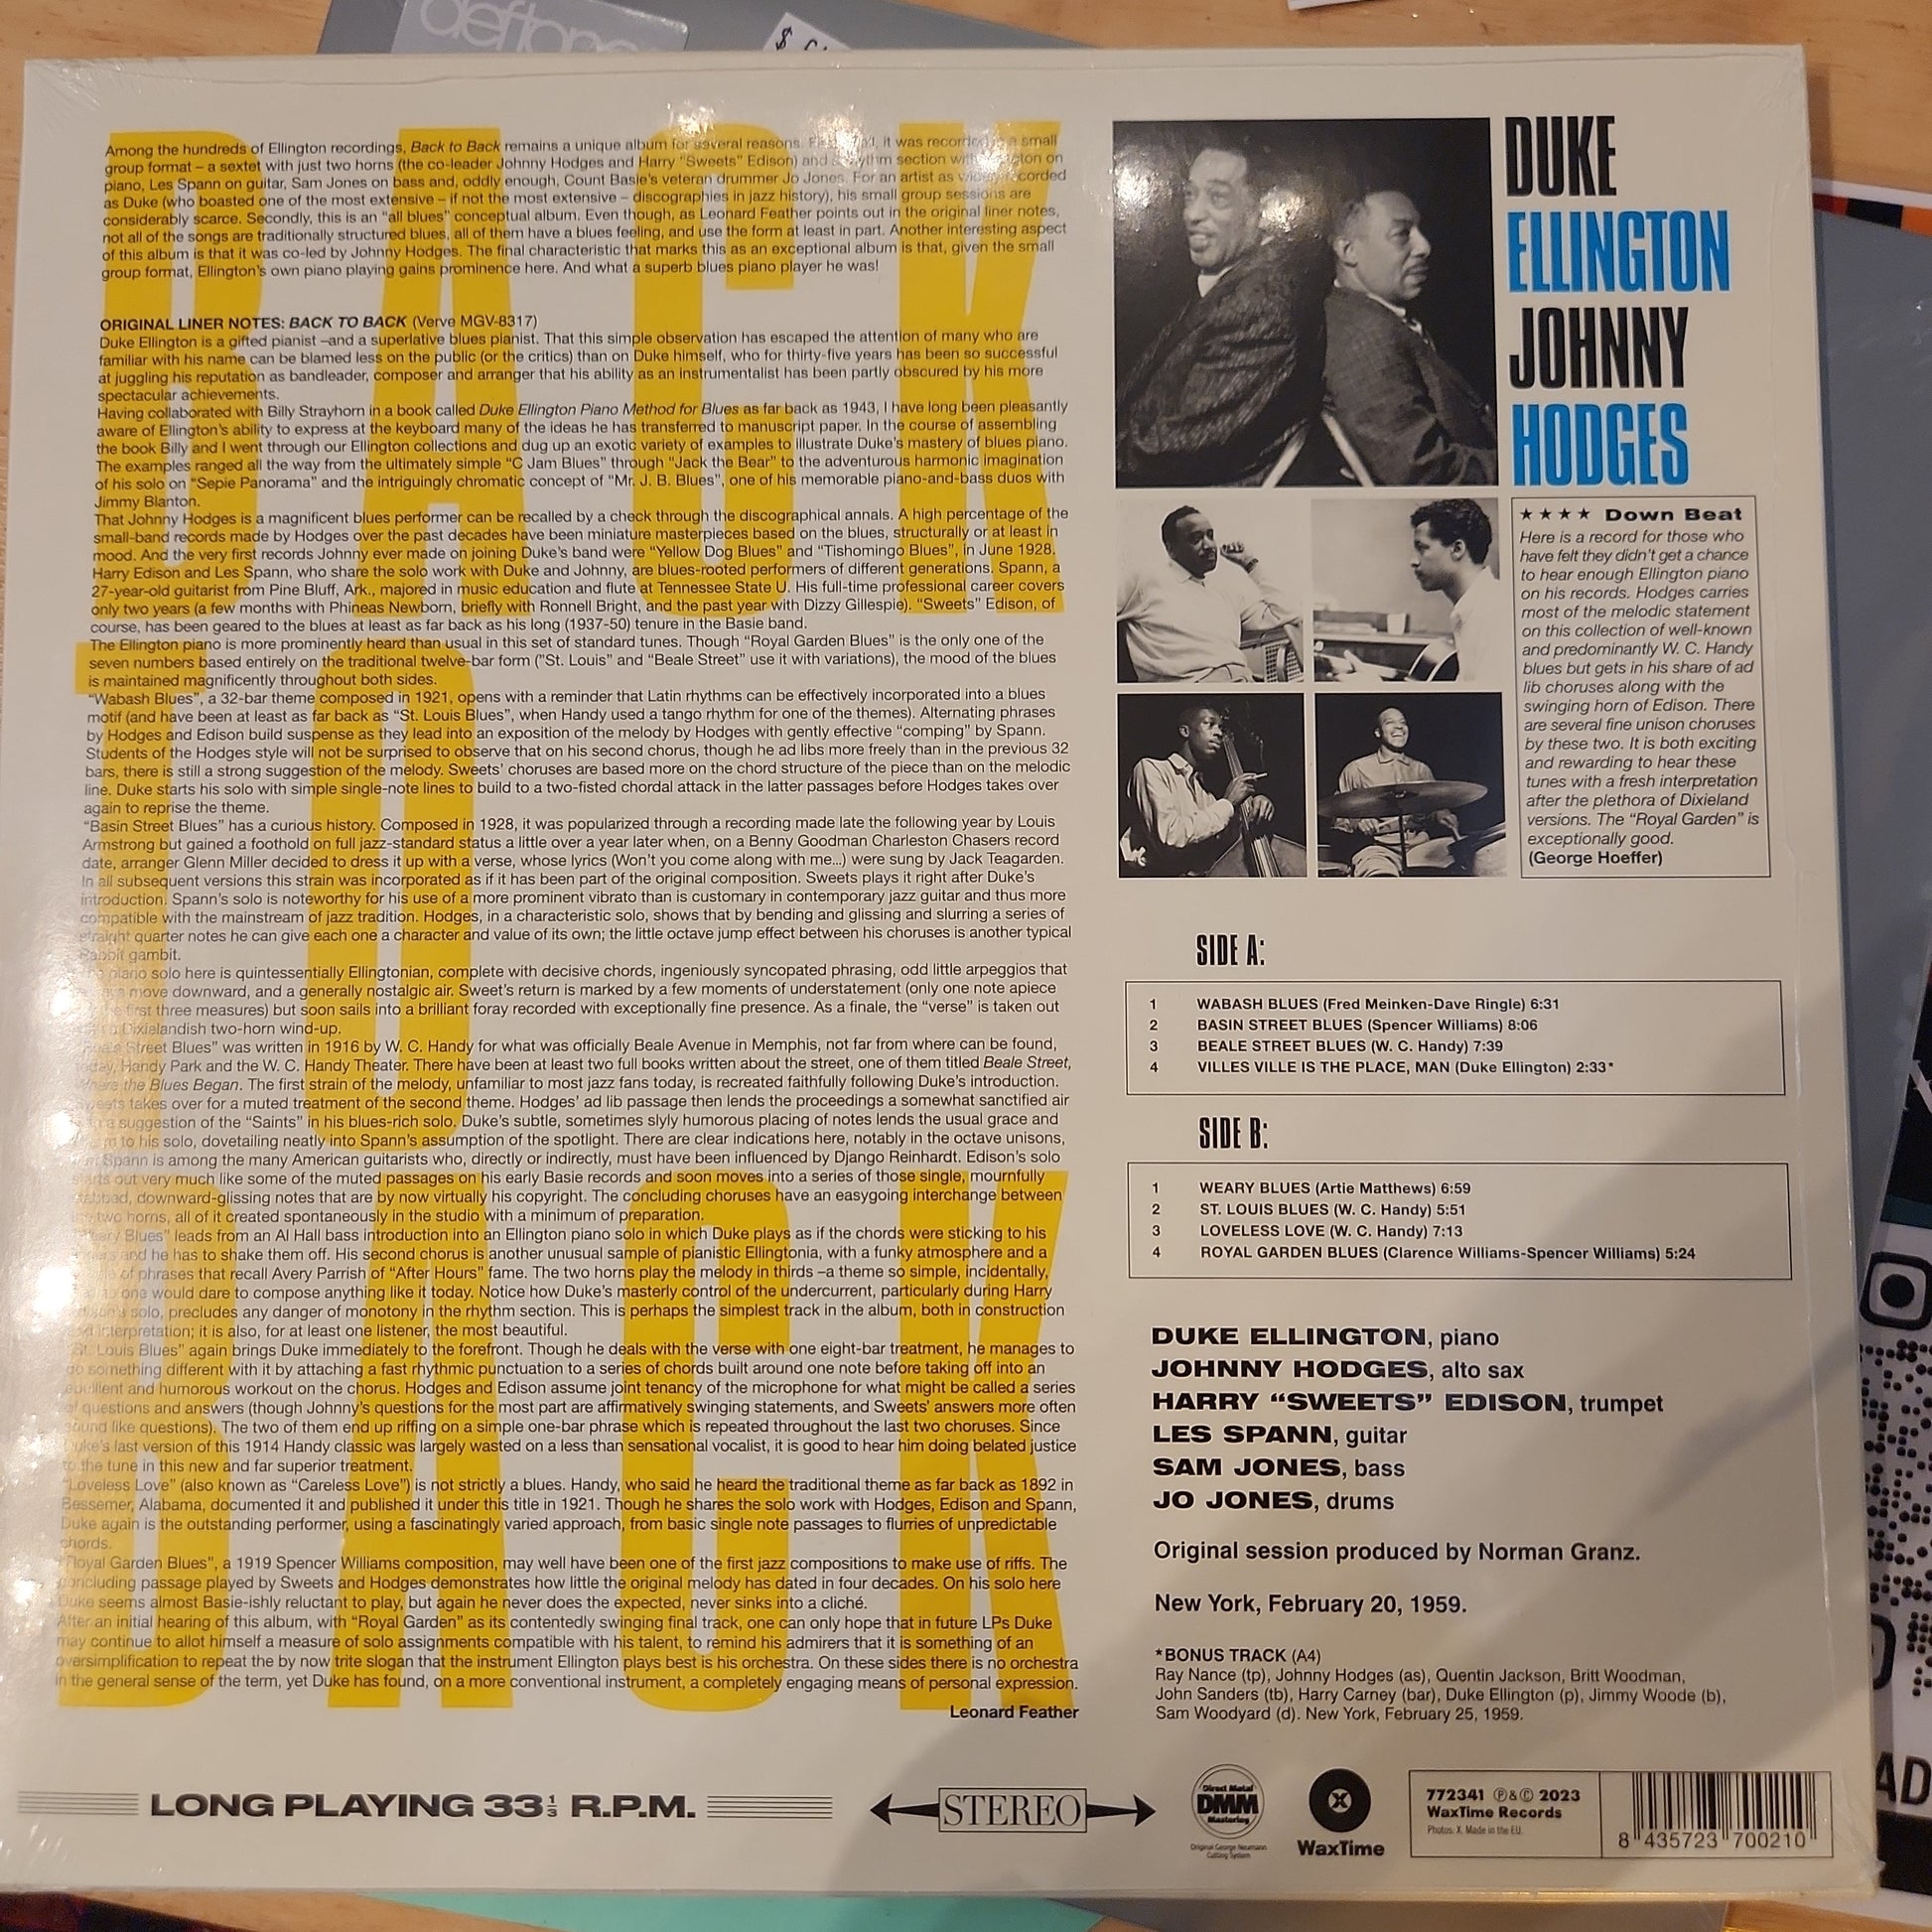 deftones
Among the hundreds of Ellington recordings, Back to Back remains a unique album for several reasons. it was recorded a small
group format – a sextet with just two horns (the co-leader Johnny Hodges and Harry “Sweets” Edison) and section on
piano, Les Spann on guitar, Sam Jones on bass and, oddly enough, Count Basie’s veteran drummer Jo Jones. For an artist as widely recorded
as Duke (who boasted one of the most extensive – if not the most extensive – discographies in jazz history), his small group sessions are
considerably scarce. Secondly, this is an “all blues” conceptual album. Even though, as Leonard Feather points out in the original liner notes,
not all of the songs are traditionally structured blues, all of them have a blues feeling, and use the form at least in part. Another interesting aspect
of this album is that it was co-led by Johnny Hodges. The final characteristic that marks this as an exceptional album is that, given the small
group format, Ellington’s own piano playing gains prominence here. And what a superb blues piano player he was!
ORIGINAL LINER NOTES: BACK TO BACK (Verve MGV-8317)
Duke Ellington is a gifted pianist –and a superlative blues pianist. That this simple observation has escaped the attention of many who are
familiar with his name can be blamed less on the public (or the critics) than on Duke himself, who for thirty-five years has been so successful
at juggling his reputation as bandleader, composer and arranger that his ability as an instrumentalist has been partly obscured by his more
spectacular achievements.
Having collaborated with Billy Strayhorn in a book called Duke Ellington Piano Method for Blues as far back as 1943, I have long been pleasantly
aware of Ellington’s ability to express at the keyboard many of the ideas he has transferred to manuscript paper. In the course of assembling
the book Billy and I went through our Ellington collections and dug up an exotic variety of examples to illustrate Duke’s mastery of blues piano.
The examples ranged all the way from the ultimately simple “C Jam Blues” through “Jack the Bear” to the adventurous harmonic imagination
of his solo on “Sepie Panorama” and the intriguingly chromatic concept of “Mr. J. B. Blues”, one of his memorable piano-and-bass duos with
Jimmy Blanton.
That Johnny Hodges is a magnificent blues performer can be recalled by a check through the discographical annals. A high percentage of the
small-band records made by Hodges over the past decades have been miniature masterpieces based on the blues, structurally or at least in
mood. And the very first records Johnny ever made on joining Duke’s band were “Yellow Dog Blues” and “Tishomingo Blues”, in June 1928.
Harry Edison and Les Spann, who share the solo work with Duke and Johnny, are blues-rooted performers of different generations. Spann, a
27-year-old guitarist from Pine Bluff, Ark., majored in music education and flute at Tennessee State U. His full-time professional career covers
only two years (a few months with Phineas Newborn, briefly with Ronnell Bright, and the past year with Dizzy Gillespie). “Sweets” Edison, of
course, has been geared to the blues at least as far back as his long (1937-50) tenure in the Basie band.
The Ellington piano is more prominently heard than usual in this set of standard tunes. Though “Royal Garden Blues” is the only one of the
seven numbers based entirely on the traditional twelve-bar form (”St. Louis” and “Beale Street” use it with variations), the mood of the blues
is maintained magnificently throughout both sides.
“Wabash Blues”, a 32-bar theme composed in 1921, opens with a reminder that Latin rhythms can be effectively incorporated into a blues
motif (and have been at least as far back as “St. Louis Blues”, when Handy used a tango rhythm for one of the themes). Alternating phrases
by Hodges and Edison build suspense as they lead into an exposition of the melody by Hodges with gently effective “comping” by Spann.
Students of the Hodges style will not be surprised to observe that on his second chorus, though he ad libs more freely than in the previous 32
bars, there is still a strong suggestion of the melody. Sweets’ choruses are based more on the chord structure of the piece than on the melodic
line. Duke starts his solo with simple single-note lines to build to a two-fisted chordal attack in the latter passages before Hodges takes over
again to reprise the theme.
“Basin Street Blues” has a curious history. Composed in 1928, it was popularized through a recording made late the following year by Louis
Armstrong but gained a foothold on full jazz-standard status a little over a year later when, on a Benny Goodman Charleston Chasers record
date, arranger Glenn Miller decided to dress it up with a verse, whose lyrics (Won’t you come along with me...) were sung by Jack Teagarden.
In all subsequent versions this strain was incorporated as if it has been part of the original composition. Sweets plays it right after Duke’s
introduction. Spann’s solo is noteworthy for his use of a more prominent vibrato than is customary in contemporary jazz guitar and thus more
compatible with the mainstream of jazz tradition. Hodges, in a characteristic solo, shows that by bending and glissing and slurring a series of
straight quarter notes he can give each one a character and value of its own; the little octave jump effect between his choruses is another typical
Rabbit gambit.
piano solo here is quintessentially Ellingtonian, complete with decisive chords, ingeniously syncopated phrasing, odd little arpeggios that
move downward, and a generally nostalgic air. Sweet’s return is marked by a few moments of understatement (only one note apiece
first three measures) but soon sails into a brilliant foray recorded with exceptionally fine presence. As a finale, the “verse” is taken out
Dixielandish two-horn wind-up.
Street Blues” was written in 1916 by W. C. Handy for what was officially Beale Avenue in Memphis, not far from where can be found,
today, Handy Park and the W. C. Handy Theater. There have been at least two full books written about the street, one of them titled Beale Street,
Where the Blues Began. The first strain of the melody, unfamiliar to most jazz fans today, is recreated faithfully following Duke’s introduction.
Sweets takes over for a muted treatment of the second theme. Hodges’ ad lib passage then lends the proceedings a somewhat sanctified air
a suggestion of the “Saints” in his blues-rich solo. Duke’s subtle, sometimes slyly humorous placing of notes lends the usual grace and
to his solo, dovetailing neatly into Spann’s assumption of the spotlight. There are clear indications here, notably in the octave unisons,
Spann is among the many American guitarists who, directly or indirectly, must have been influenced by Django Reinhardt. Edison’s solo
starts out very much like some of the muted passages on his early Basie records and soon moves into a series of those single, mournfully
downward-glissing notes that are by now virtually his copyright. The concluding choruses have an easygoing interchange between
two horns, all of it created spontaneously in the studio with a minimum of preparation.
Blues” leads from an Al Hall bass introduction into an Ellington piano solo in which Duke plays as if the chords were sticking to his
and he has to shake them off. His second chorus is another unusual sample of pianistic Ellingtonia, with a funky atmosphere and a
of phrases that recall Avery Parrish of “After Hours” fame. The two horns play the melody in thirds –a theme so simple, incidentally,
one would dare to compose anything like it today. Notice how Duke’s masterly control of the undercurrent, particularly during Harry
solo, precludes any danger of monotony in the rhythm section. This is perhaps the simplest track in the album, both in construction
and interpretation; it is also, for at least one listener, the most beautiful.
“St. Louis Blues” again brings Duke immediately to the forefront. Though he deals with the verse with one eight-bar treatment, he manages to
do something different with it by attaching a fast rhythmic punctuation to a series of chords built around one note before taking off into an
ebullient and humorous workout on the chorus. Hodges and Edison assume joint tenancy of the microphone for what might be called a series
of questions and answers (though Johnny’s questions for the most part are affirmatively swinging statements, and Sweets’ answers more often
sound like questions). The two of them end up riffing on a simple one-bar phrase which is repeated throughout the last two choruses. Since
Duke’s last version of this 1914 Handy classic was largely wasted on a less than sensational vocalist, it is good to hear him doing belated justice
to the tune in this new and far superior treatment.
“Loveless Love” (also known as “Careless Love”) is not strictly a blues. Handy, who said he heard the traditional theme as far back as 1892 in
Bessemer, Alabama, documented it and published it under this title in 1921. Though he shares the solo work with Hodges, Edison and Spann,
Duke again is the outstanding performer, using a fascinatingly varied approach, from basic single note passages to flurries of unpredictable
chords.
“Royal Garden Blues”, a 1919 Spencer Williams composition, may well have been one of the first jazz compositions to make use of riffs. The
concluding passage played by Sweets and Hodges demonstrates how little the original melody has dated in four decades. On his solo here
Duke seems almost Basie-ishly reluctant to play, but again he never does the expected, never sinks into a cliché.
After an initial hearing of this album, with “Royal Garden” as its contentedly swinging final track, one can only hope that in future LPs Duke
may continue to allot himself a measure of solo assignments compatible with his talent, to remind his admirers that it is something of an
oversimplification to repeat the by now trite slogan that the instrument Ellington plays best is his orchestra. On these sides there is no orchestra
in the general sense of the term, yet Duke has found, on a more conventional instrument, a completely engaging means of personal expression.
Leonard Feather
BACK
TO
BACK
DUKE
ELLINGTON
JOHNNY
HODGES
★★★★ Down Beat
Here is a record for those who
have felt they didn’t get a chance
to hear enough Ellington piano
on his records. Hodges carries
most of the melodic statement
on this collection of well-known
and predominantly W. C. Handy
blues but gets in his share of ad
lib choruses along with the
swinging horn of Edison. There
are several fine unison choruses
by these two. It is both exciting
and rewarding to hear these
tunes with a fresh interpretation
after the plethora of Dixieland
versions. The “Royal Garden” is
exceptionally good.
(George Hoeffer)
SIDE A:
1 WABASH BLUES (Fred Meinken-Dave Ringle) 6:31
2 BASIN STREET BLUES (Spencer Williams) 8:06
3 BEALE STREET BLUES (W. C. Handy) 7:39
4 VILLES VILLE IS THE PLACE, MAN (Duke Ellington) 2:33*
SIDE B:
1 WEARY BLUES (Artie Matthews) 6:59
2 ST. LOUIS BLUES (W. C. Handy) 5:51
3 LOVELESS LOVE (W. C. Handy) 7:13
4 ROYAL GARDEN BLUES (Clarence Williams-Spencer Williams) 5:24
DUKE ELLINGTON, piano
JOHNNY HODGES, alto sax
HARRY “SWEETS” EDISON, trumpet
LES SPANN, guitar
SAM JONES, bass
JO JONES, drums
Original session produced by Norman Granz.
New York, February 20, 1959.
*BONUS TRACK (A4)
Ray Nance (tp), Johnny Hodges (as), Quentin Jackson, Britt Woodman,
John Sanders (tb), Harry Carney (bar), Duke Ellington (p), Jimmy Woode (b),
Sam Woodyard (d). New York, February 25, 1959.
LONG PLAYING 33⅓ R.P.M.
STEREO
Direct Metal
DMM
Mastering
Original George Neumann
Cutting System
WaxTime
772341 ℗&© 2023
WaxTime Records
Photos: X. Made in the EU.
8 435723 700210
AD